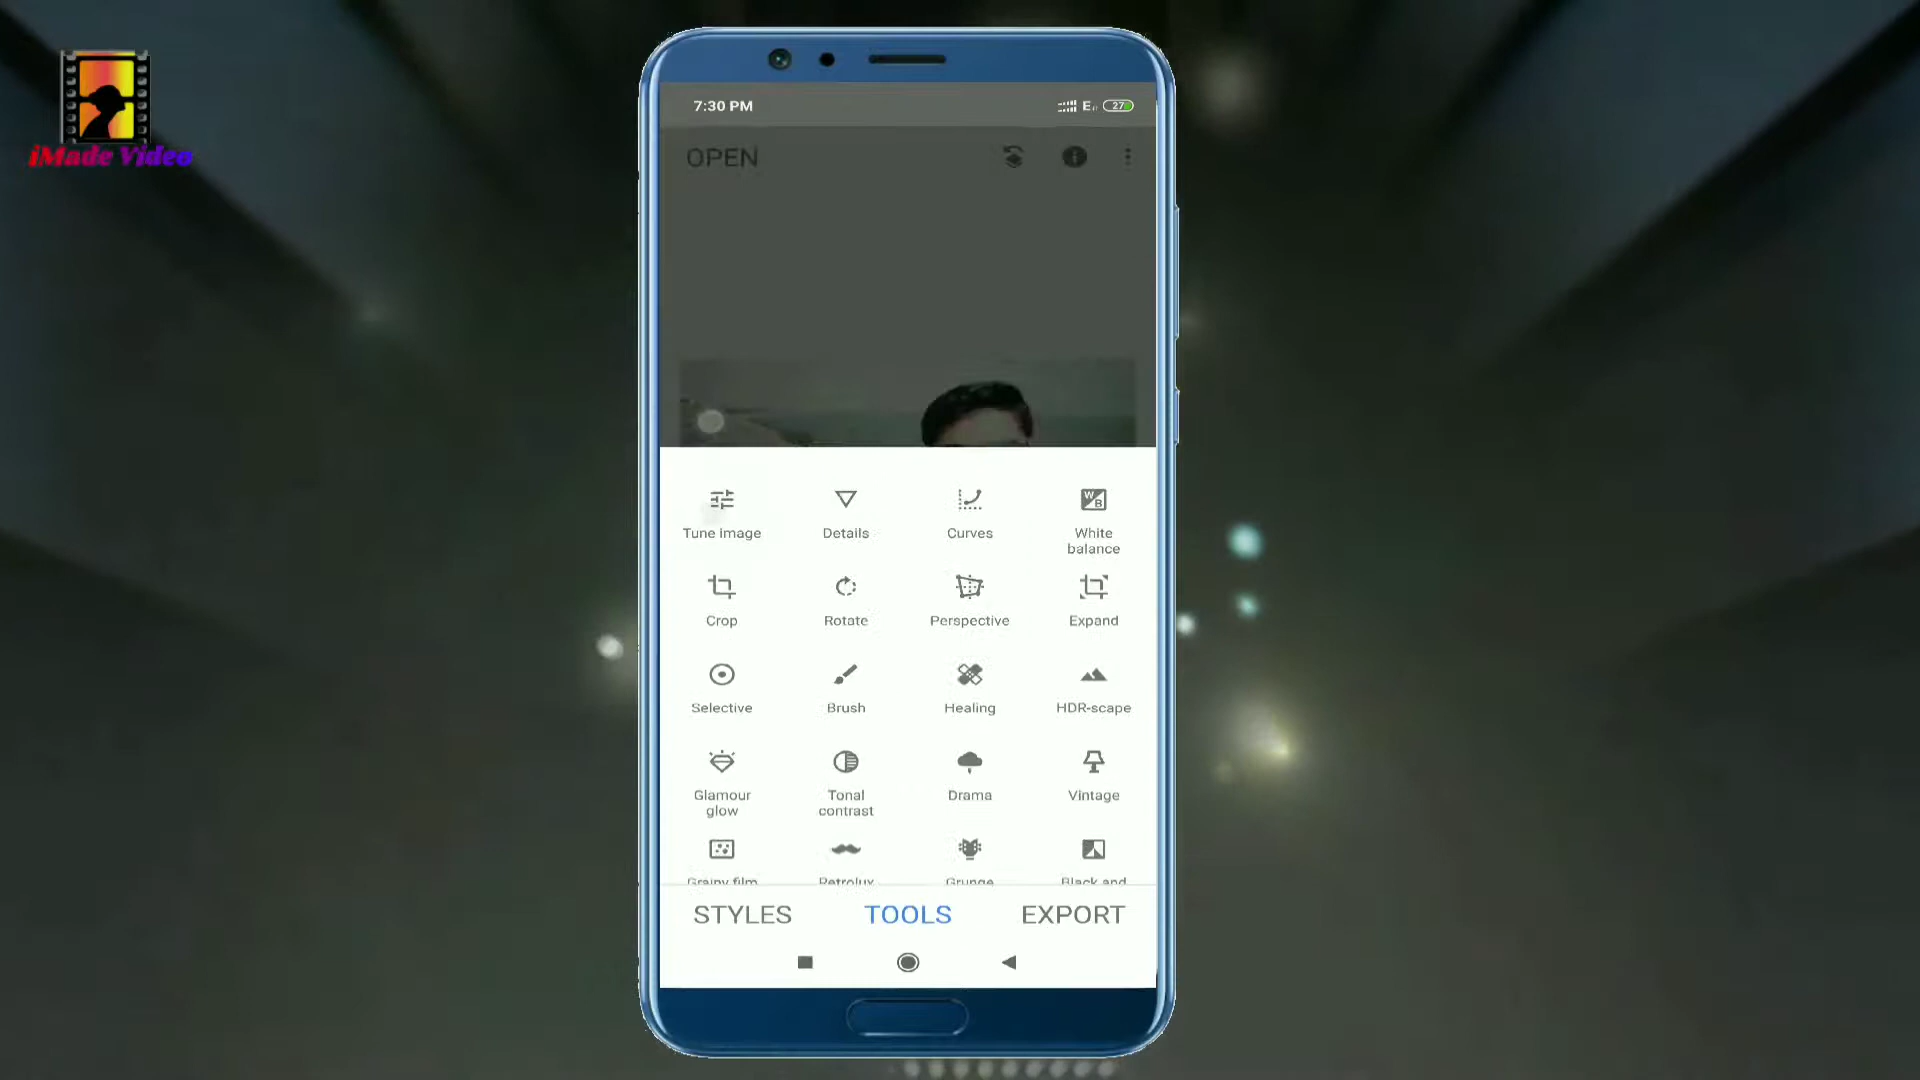 iMade Video
7:30 PM
E
27
OPEN
Tune image
Details
Curves
W
B
White
balance
Crop
Rotate
Perspective
Expand
Selective
Brush
Healing
HDR-scape
Glamour
glow
Tonal
contrast
Drama
Vintage
Grainy film
Retrolux
Grunge
Black and
STYLES
TOOLS
EXPORT